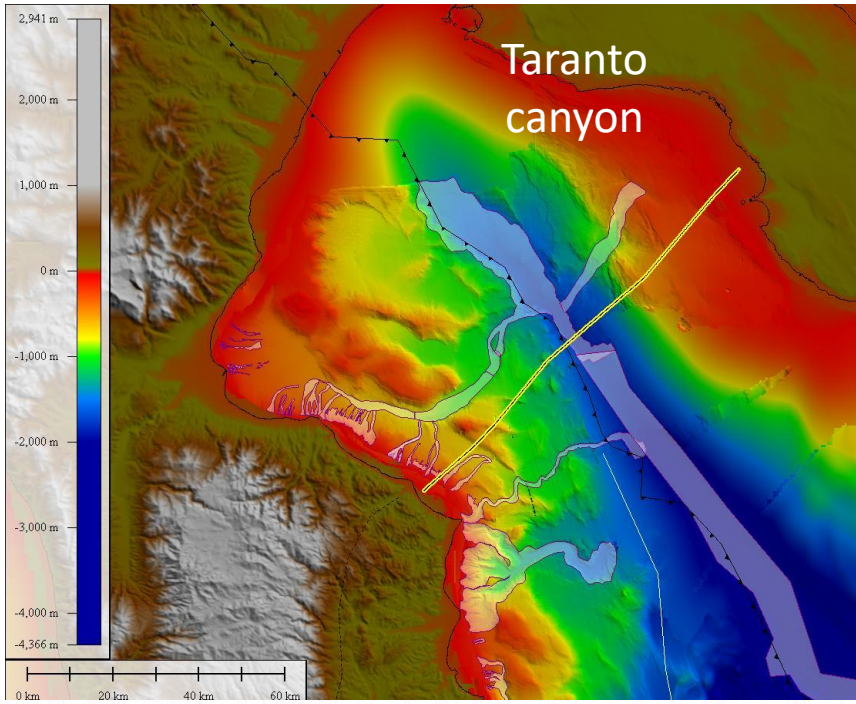 Taranto
canyon
2,941 m
2,000 m
1,000 m
0 m
-1,000 m
-2,000 m
-3,000 m
-4,000 m
-4,366 m
0 km 20 km 40 km 60 km